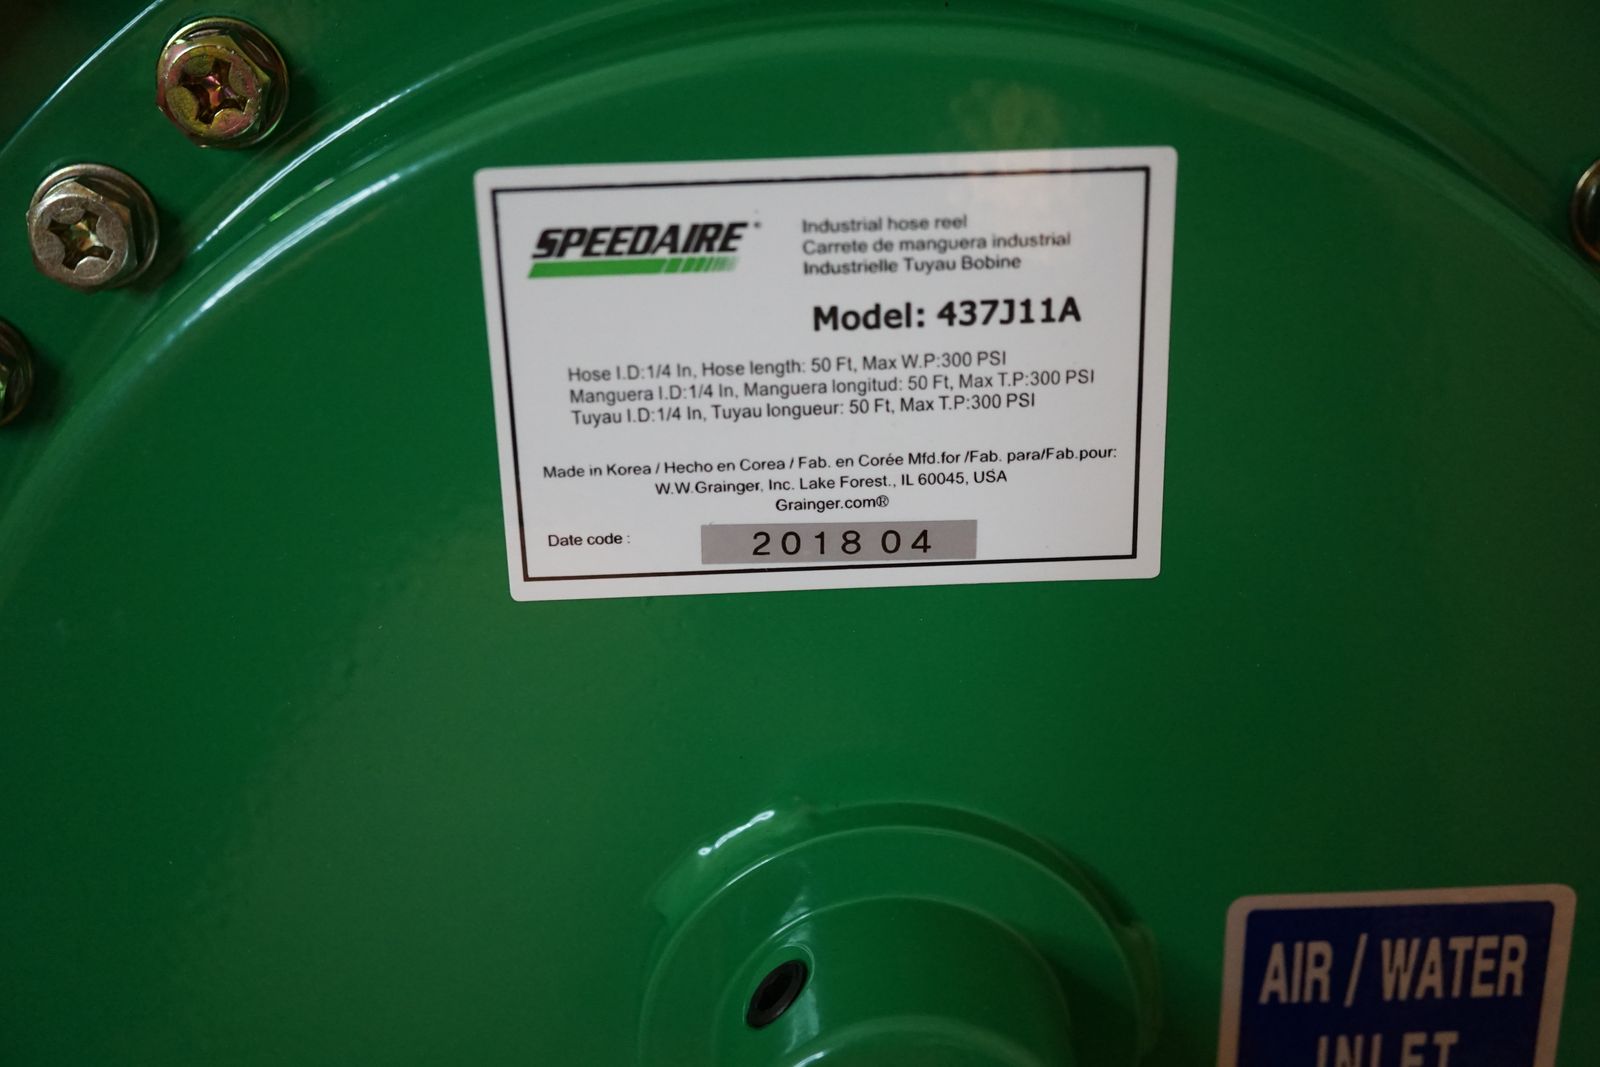 SPEEDAIRE
Industrial hose reel
Carrete de manguera industrial
Industrielle Tuyau Bobine
Model: 437J11A
Hose I.D:1/4 In, Hose length: 50 Ft, Max W.P:300 PSI
Manguera I.D:1/4 In, Manguera longitud: 50 Ft, Max T.P:300 PSI
Tuyau I.D:1/4 In, Tuyau longueur: 50 Ft, Max T.P:300 PSI
Made in Korea / Hecho en Corea / Fab. en Corée Mfd.for /Fab. para/Fab.pour:
W.W.Grainger, Inc. Lake Forest., IL 60045, USA
Grainger.com®
Date code : 201804
AIR / WATER
INLET